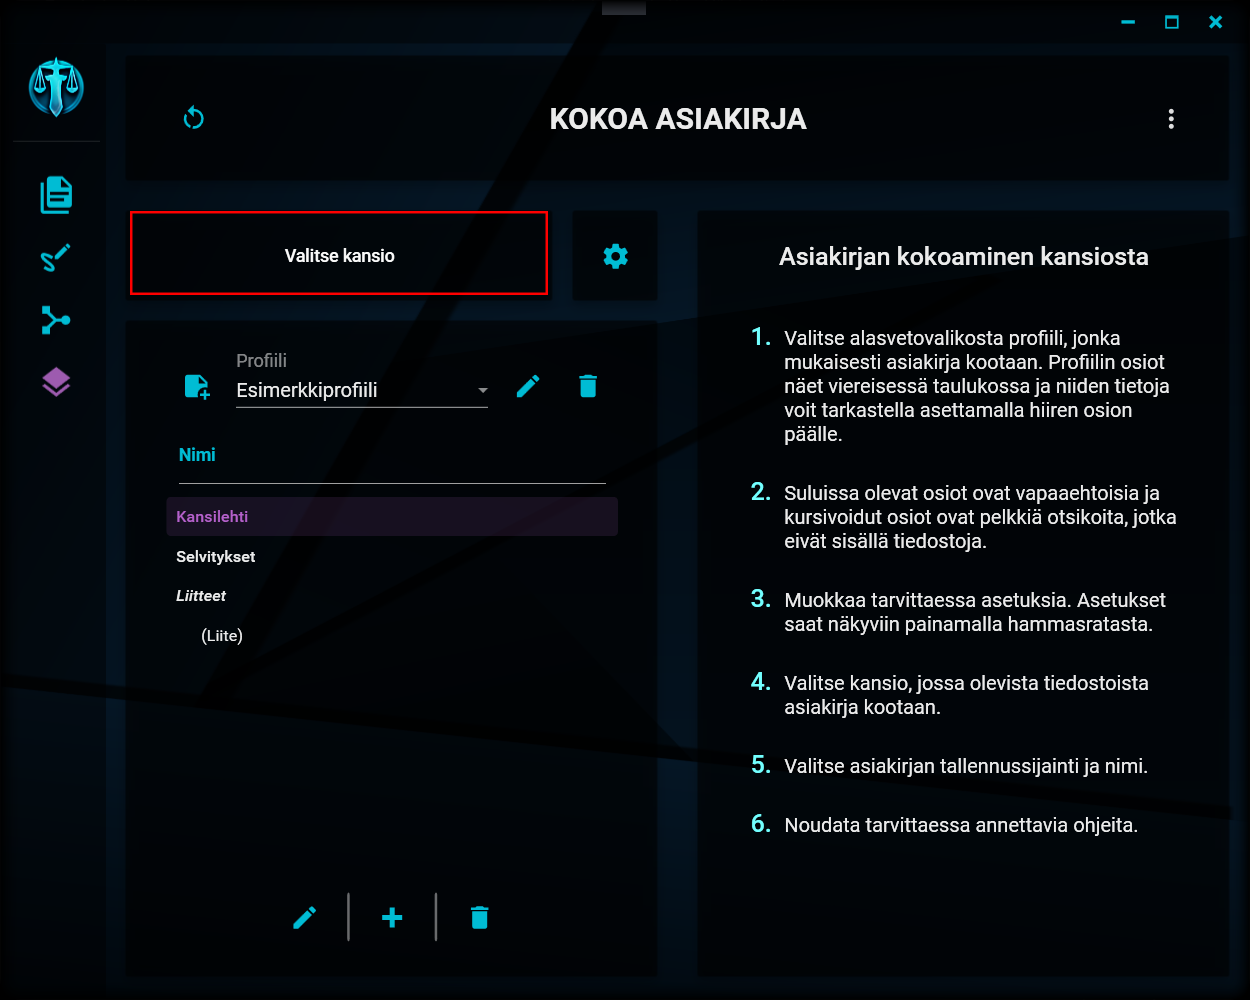 KOKOA ASIAKIRJA
Valitse kansio
Profiili
Esimerkkiprofiili
Nimi
Kansilehti
Selvitykset
Liitteet
(Liite)
Asiakirjan kokoaminen kansiosta
1. Valitse alasvetovalikosta profiili, jonka
mukaisesti asiakirja kootaan. Profiilin osiot
näet viereisessä taulukossa ja niiden tietoja
voit tarkastella asettamalla hiiren osion
päälle.
2. Suluissa olevat osiot ovat vapaaehtoisia ja
kursivoidut osiot ovat pelkkiä otsikoita, jotka
eivät sisällä tiedostoja.
3. Muokkaa tarvittaessa asetuksia. Asetukset
saat näkyviin painamalla hammasratasta.
4. Valitse kansio, jossa olevista tiedostoista
asiakirja kootaan.
5. Valitse asiakirjan tallennussijainti ja nimi.
6. Noudata tarvittaessa annettavia ohjeita.